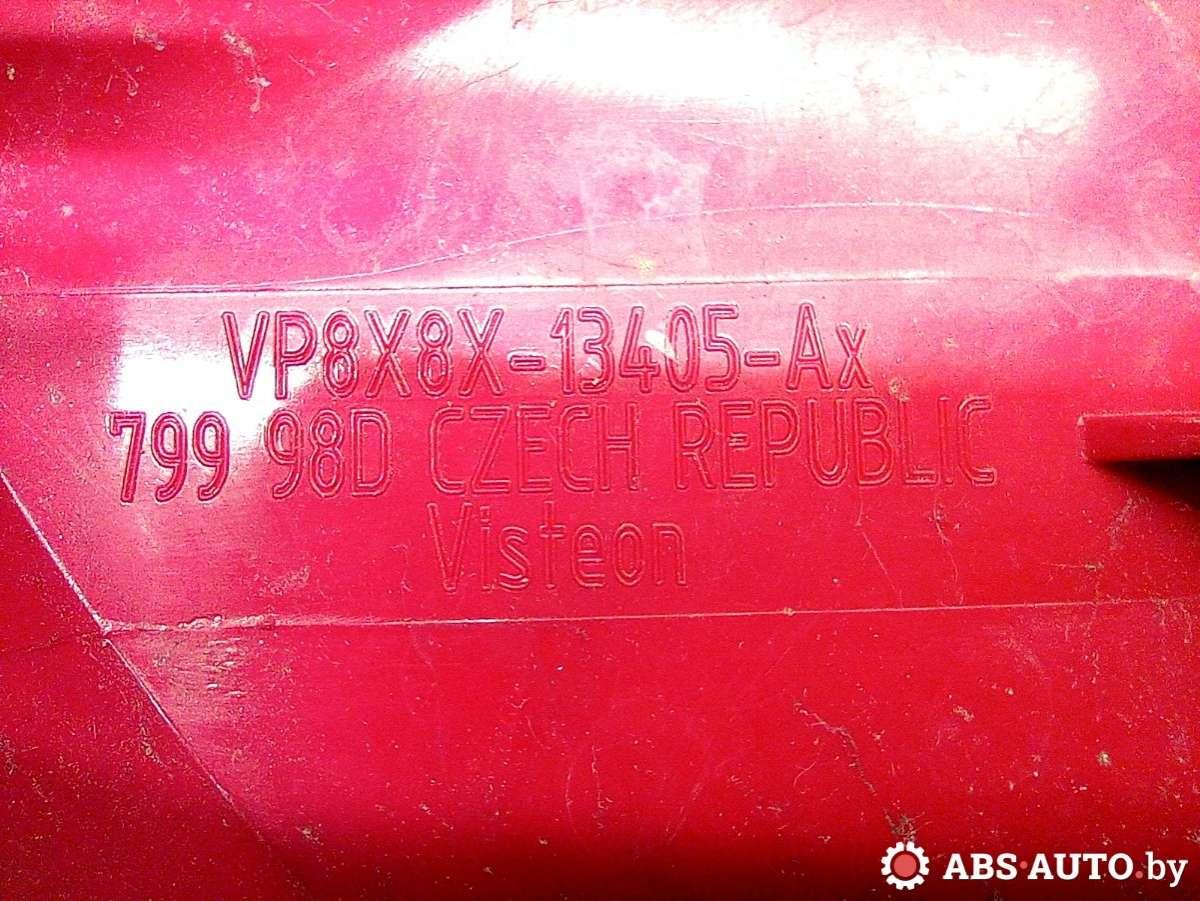 VP8X8X-13405-Ax
799 98D CZECH REPUBLIC
Visteon
ABS-AUTO.by